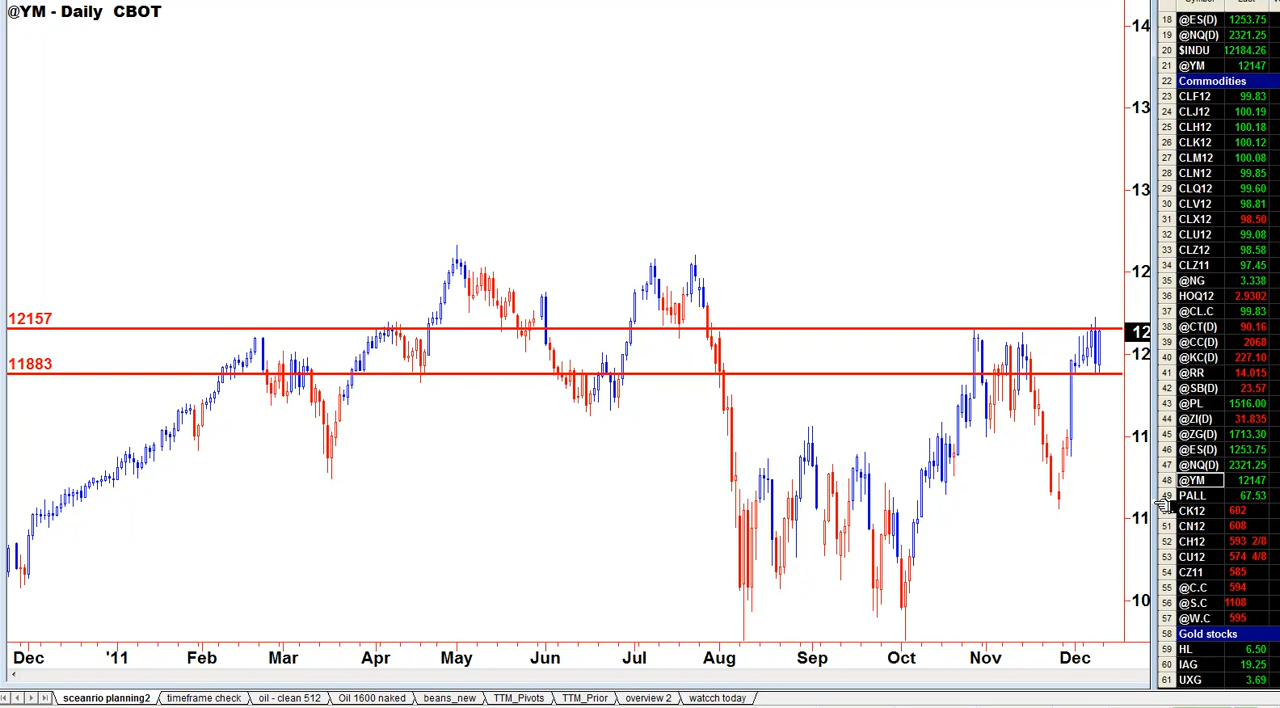 @YM - Daily CBOT
14
13
13
12
12157
12
12
11883
11
11
10
Dec '11 Feb Mar Apr May Jun Jul Aug Sep Oct Nov Dec
sceanrio planning2 timeframe check oil - clean 512 Oil 1600 naked beans_new TTM_Pivots TTM_Prior overview 2 watch today
18 @ES(D) 1253.75
19 @NQ(D) 2321.25
20 $INDU 12184.26
21 @YM 12147
22 Commodities
23 CLF12 99.83
24 CLJ12 100.19
25 CLH12 100.18
26 CLK12 100.12
27 CLM12 100.08
28 CLN12 99.85
29 CLQ12 99.60
30 CLV12 98.81
31 CLX12 98.50
32 CLU12 99.08
33 CLZ12 98.58
34 CLZ11 97.45
35 @NG 3.338
36 HOQ12 2.9302
37 @CL.C 99.83
38 @CT(D) 90.16
39 @CC(D) 2068
40 @KC(D) 227.10
41 @RR 14.015
42 @SB(D) 23.57
43 @PL 1516.00
44 @ZI(D) 31.835
45 @ZG(D) 1713.30
46 @ES(D) 1253.75
47 @NQ(D) 2321.25
48 @YM 12147
49 PALL 67.53
CK12 602
51 CN12 608
52 CH12 593 2/8
53 CU12 574 4/8
54 CZ11 585
55 @C.C 594
56 @S.C 1108
57 @W.C 595
58 Gold stocks
59 HL 6.50
60 IAG 19.25
61 UXG 3.69